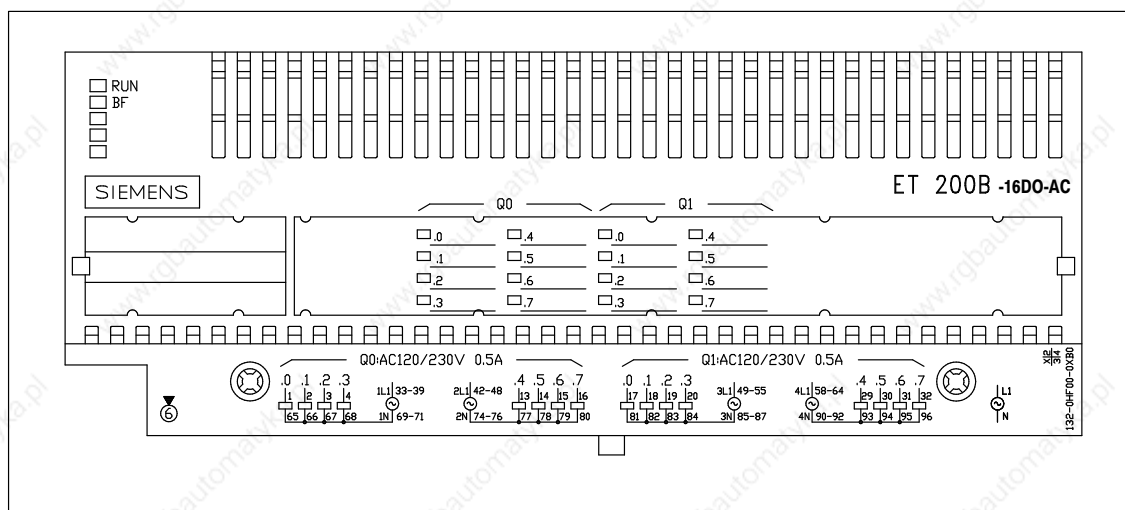 RUN
BF
SIEMENS
ET 200B -16DO-AC
Q0 Q1
.0 .4 .0 .4
.1 .5 .1 .5
.2 .6 .2 .6
.3 .7 .3 .7
Q0:AC120/230V 0.5A Q1:AC120/230V 0.5A
.0 .1 .2 .3 .4 .5 .6 .7 .0 .1 .2 .3 .4 .5 .6 .7
1 2 3 4 1L1 33-39 2L1 42-48 13 14 15 16 17 18 19 20 3L1 49-55 4L1 58-64 29 30 31 32 L1
65 66 67 68 1N 69-71 2N 74-76 77 78 79 80 81 82 83 84 3N 85-87 4N 90-92 93 94 95 96 N
6
X 2
3 4
132-0HF00-0XB0
www.rgbautomatyka.pl